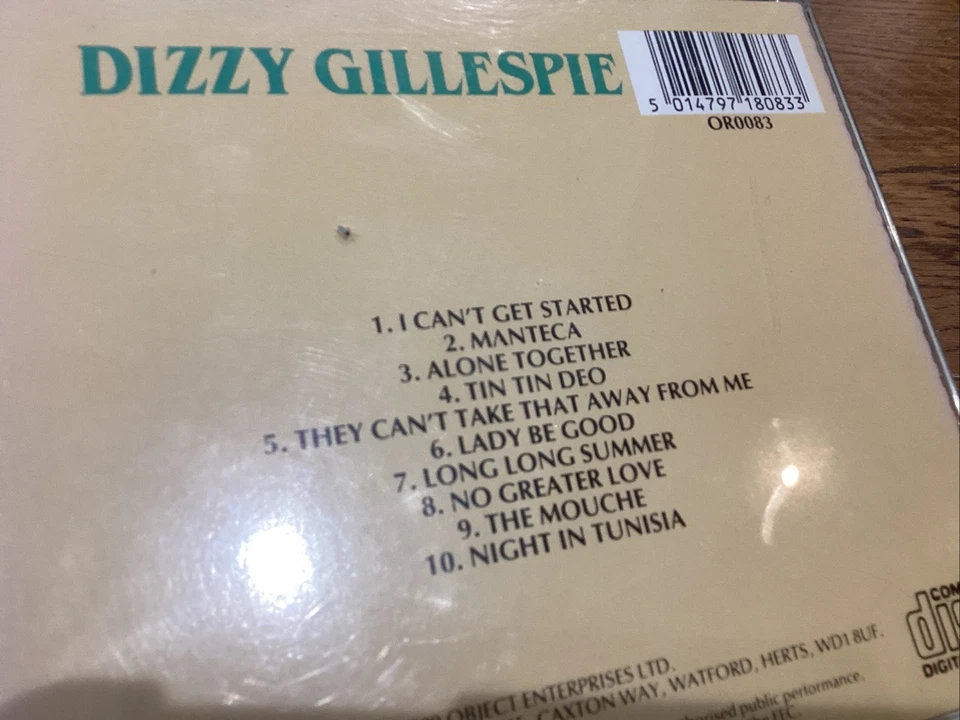 DIZZY GILLESPIE
5 014797 180833
OR0083
1. I CAN'T GET STARTED
2. MANTECA
3. ALONE TOGETHER
4. TIN TIN DEO
5. THEY CAN'T TAKE THAT AWAY FROM ME
6. LADY BE GOOD
7. LONG LONG SUMMER
8. NO GREATER LOVE
9. THE MOUCHE
10. NIGHT IN TUNISIA
OBJECT ENTERPRISES LTD.
CAXTON WAY, WATFORD, HERTS, WD1 8UF.
public performance.